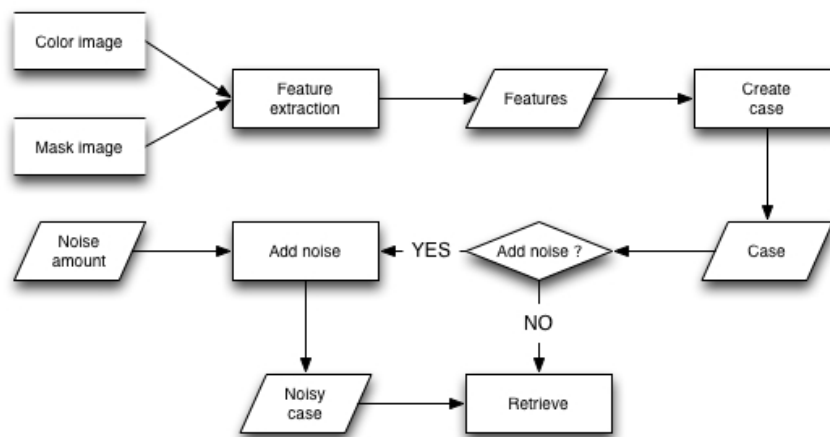 Color image
Mask image
Feature
extraction
Features
Create
case
Noise
amount
Add noise
YES
Add noise ?
Case
NO
Noisy
case
Retrieve